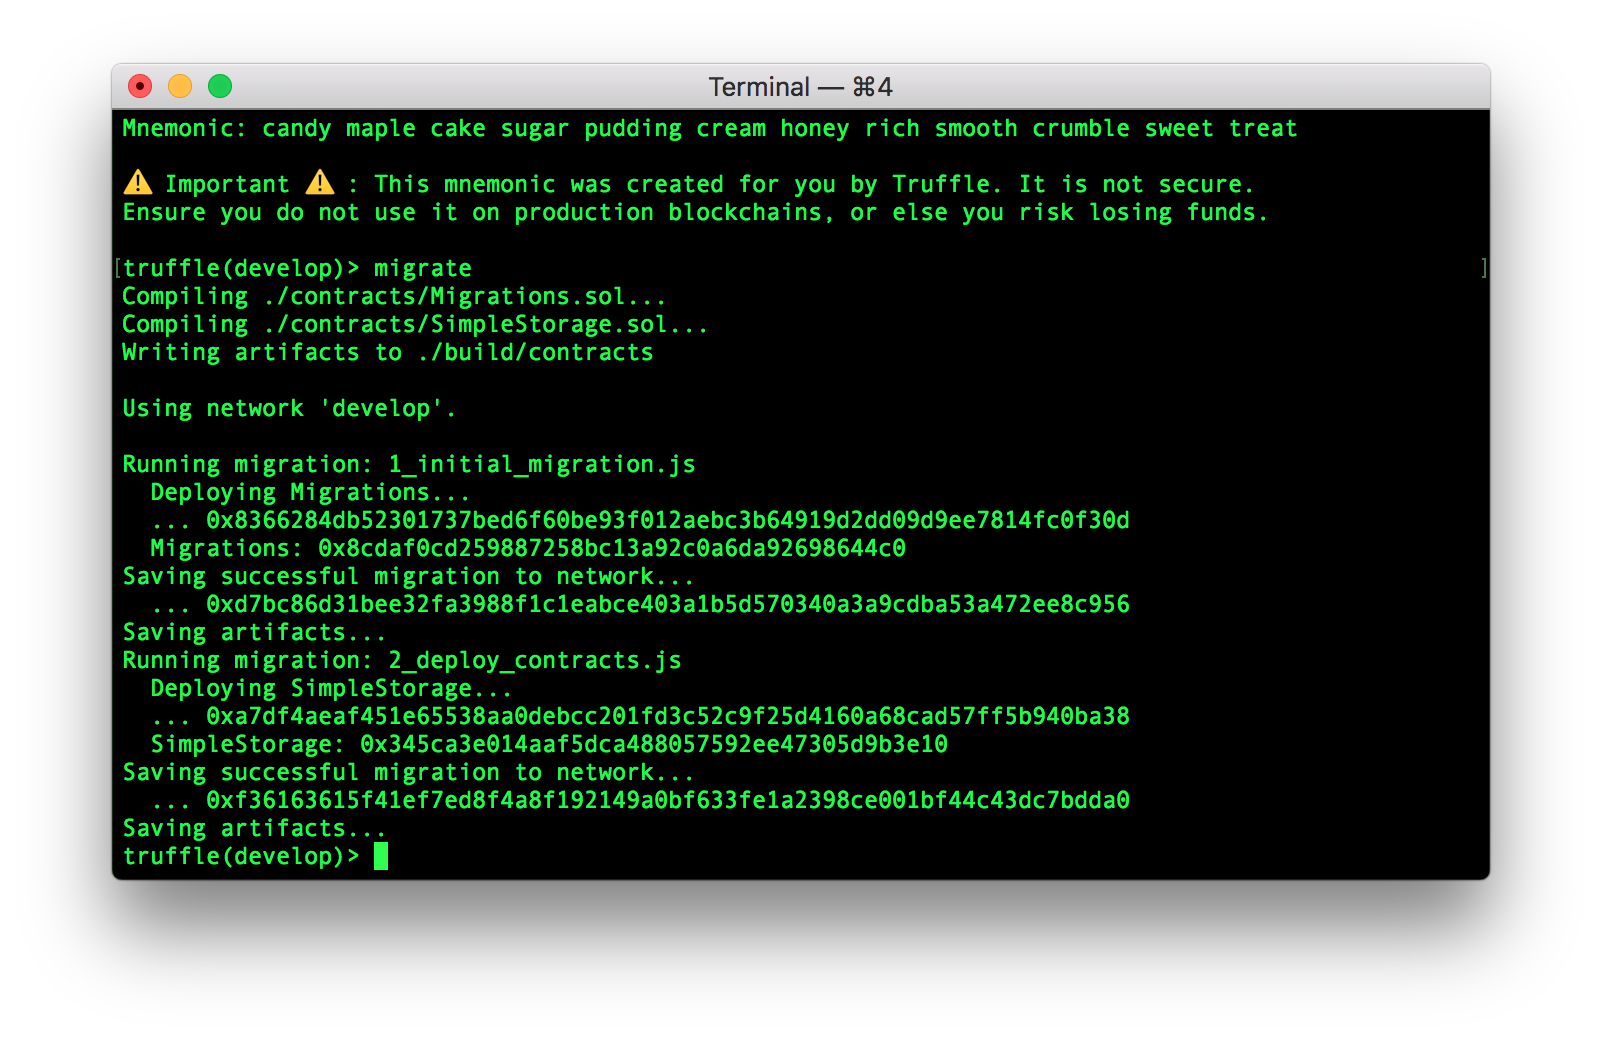 Terminal — ⌘4
Mnemonic: candy maple cake sugar pudding cream honey rich smooth crumble sweet treat
⚠️ Important ⚠️ : This mnemonic was created for you by Truffle. It is not secure.
Ensure you do not use it on production blockchains, or else you risk losing funds.
[truffle(develop)> migrate ]
Compiling ./contracts/Migrations.sol...
Compiling ./contracts/SimpleStorage.sol...
Writing artifacts to ./build/contracts
Using network 'develop'.
Running migration: 1_initial_migration.js
  Deploying Migrations...
  ... 0x8366284db52301737bed6f60be93f012aebc3b64919d2dd09d9ee7814fc0f30d
  Migrations: 0x8cdaf0cd259887258bc13a92c0a6da92698644c0
Saving successful migration to network...
  ... 0xd7bc86d31bee32fa3988f1c1eabce403a1b5d570340a3a9cdba53a472ee8c956
Saving artifacts...
Running migration: 2_deploy_contracts.js
  Deploying SimpleStorage...
  ... 0xa7df4aeaf451e65538aa0debcc201fd3c52c9f25d4160a68cad57ff5b940ba38
  SimpleStorage: 0x345ca3e014aaf5dca488057592ee47305d9b3e10
Saving successful migration to network...
  ... 0xf36163615f41ef7ed8f4a8f192149a0bf633fe1a2398ce001bf44c43dc7bdda0
Saving artifacts...
truffle(develop)>